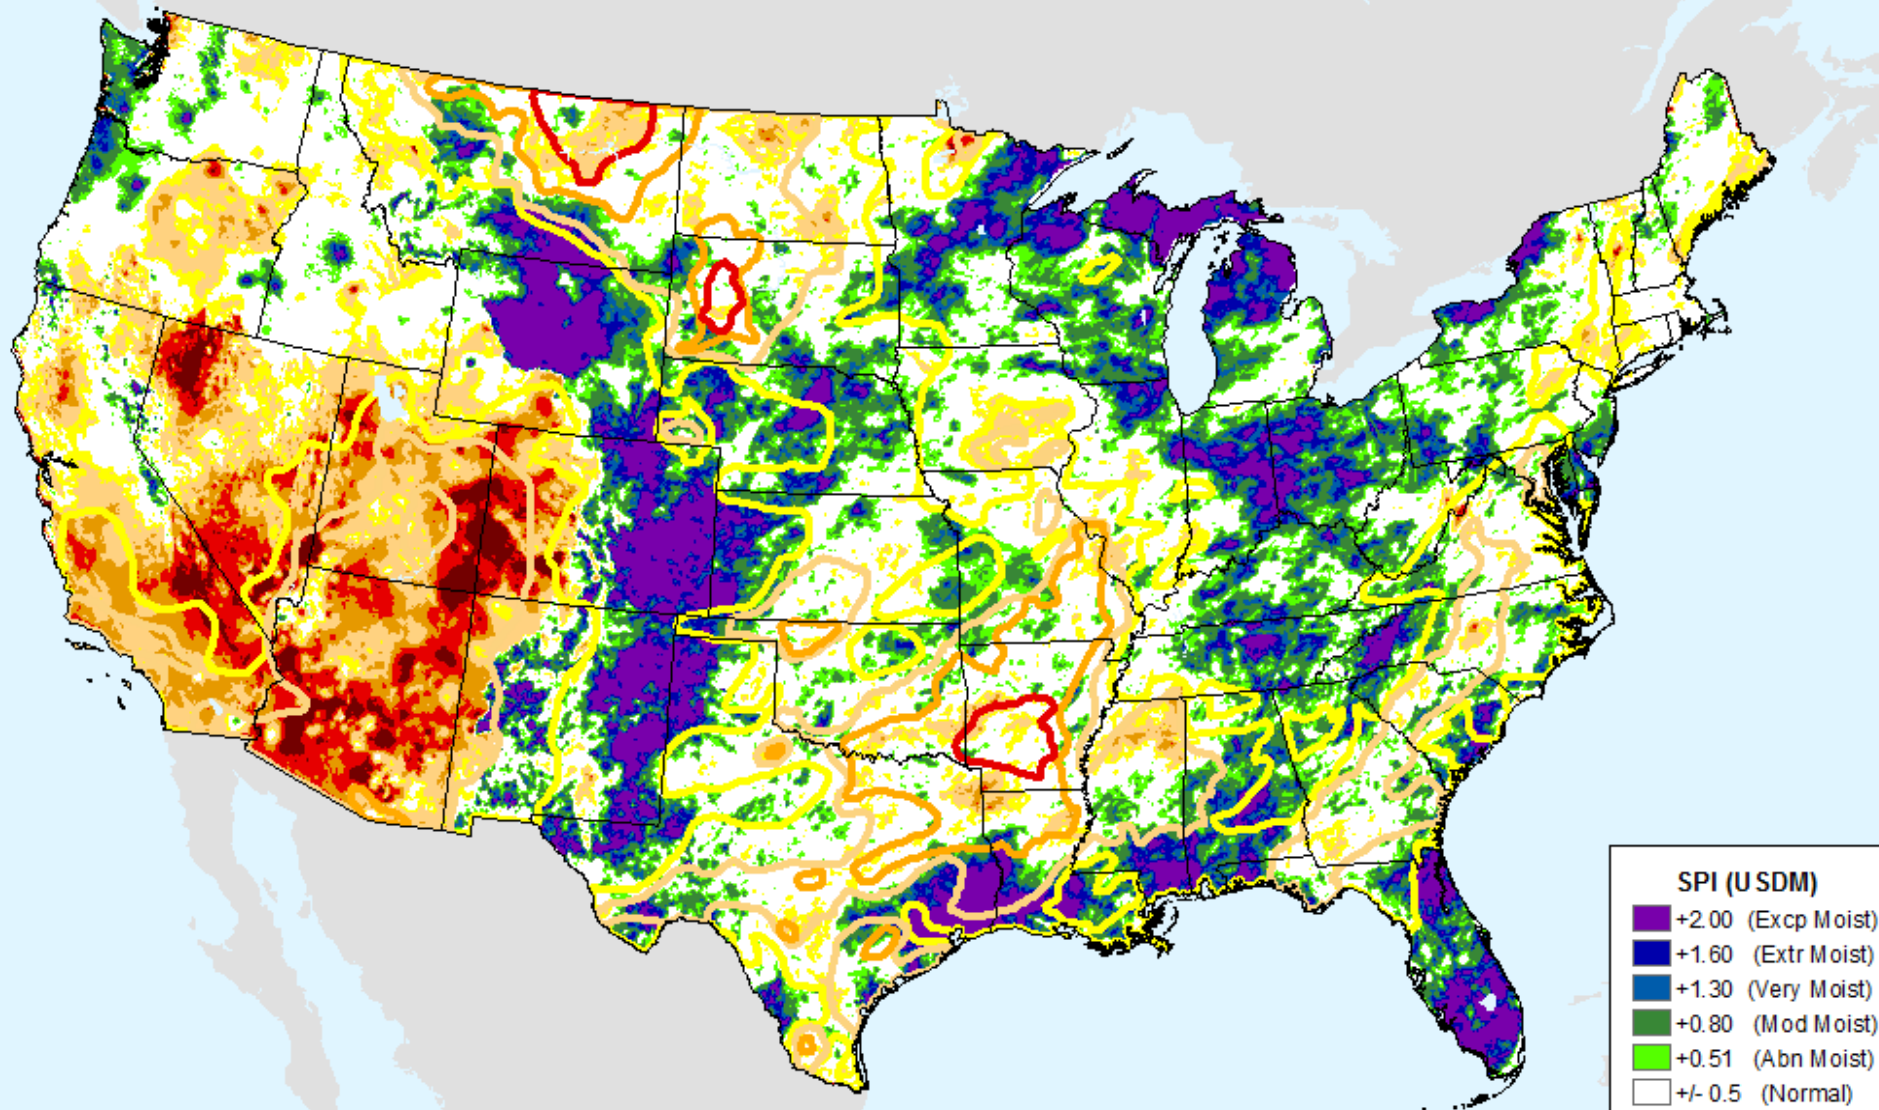 SPI (USDM)
+2.00 (Excp Moist)
+1.60 (Extr Moist)
+1.30 (Very Moist)
+0.80 (Mod Moist)
+0.51 (Abn Moist)
+/- 0.5 (Normal)